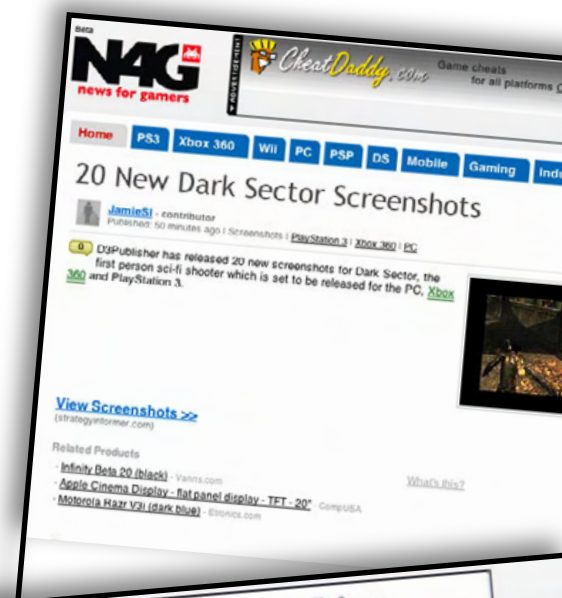 Beta
N4G
news for gamers
ADVERTISEMENT
CheatDaddy.com
Game cheats
for all platforms
Home PS3 Xbox 360 Wii PC PSP DS Mobile Gaming Indu
20 New Dark Sector Screenshots
JamieSI - contributor
Published: 50 minutes ago | Screenshots | PlayStation 3 | Xbox 360 | PC
0
D3Publisher has released 20 new screenshots for Dark Sector, the
first person sci-fi shooter which is set to be released for the PC, Xbox
360 and PlayStation 3.
View Screenshots >>
(strategyinformer.com)
Related Products
· Infinity Beta 20 (black) - Vanns.com
What's this?
· Apple Cinema Display - flat panel display - TFT - 20" - CompUSA
· Motorola Razr V3i (dark blue) - Etronics.com